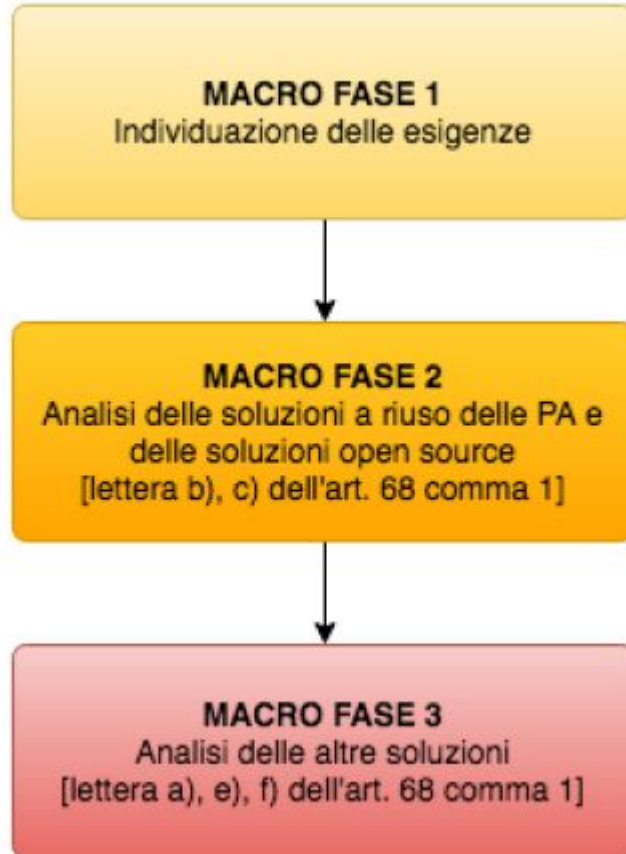 MACRO FASE 1
Individuazione delle esigenze
MACRO FASE 2
Analisi delle soluzioni a riuso delle PA e
delle soluzioni open source
[lettera b), c) dell'art. 68 comma 1]
MACRO FASE 3
Analisi delle altre soluzioni
[lettera a), e), f) dell'art. 68 comma 1]